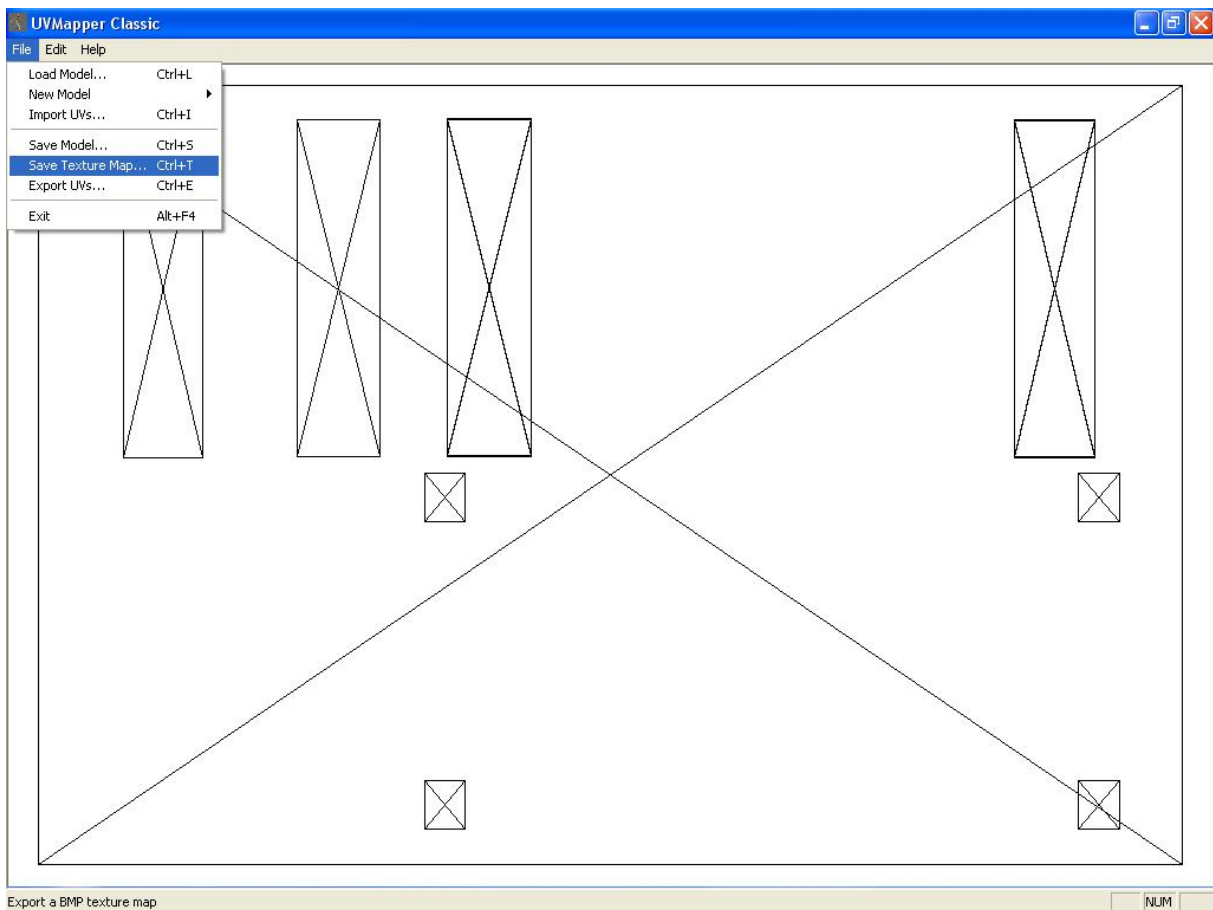 UVMapper Classic
File Edit Help
Load Model... Ctrl+L
New Model
Import UVs... Ctrl+I
Save Model... Ctrl+S
Save Texture Map... Ctrl+T
Export UVs... Ctrl+E
Exit Alt+F4
Export a BMP texture map NUM